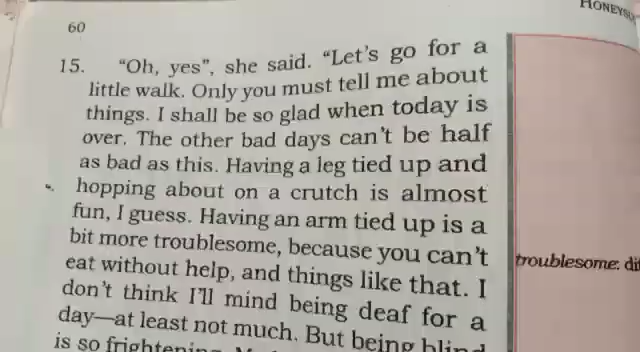 60
15. "Oh, yes", she said. "Let's go for a
little walk. Only you must tell me about
things. I shall be so glad when today is
over. The other bad days can't be half
as bad as this. Having a leg tied up and
hopping about on a crutch is almost
fun, I guess. Having an arm tied up is a
bit more troublesome, because you can't
eat without help, and things like that. I
don't think I'll mind being deaf for a
day—at least not much. But being blind
is so frightening.
troublesome: